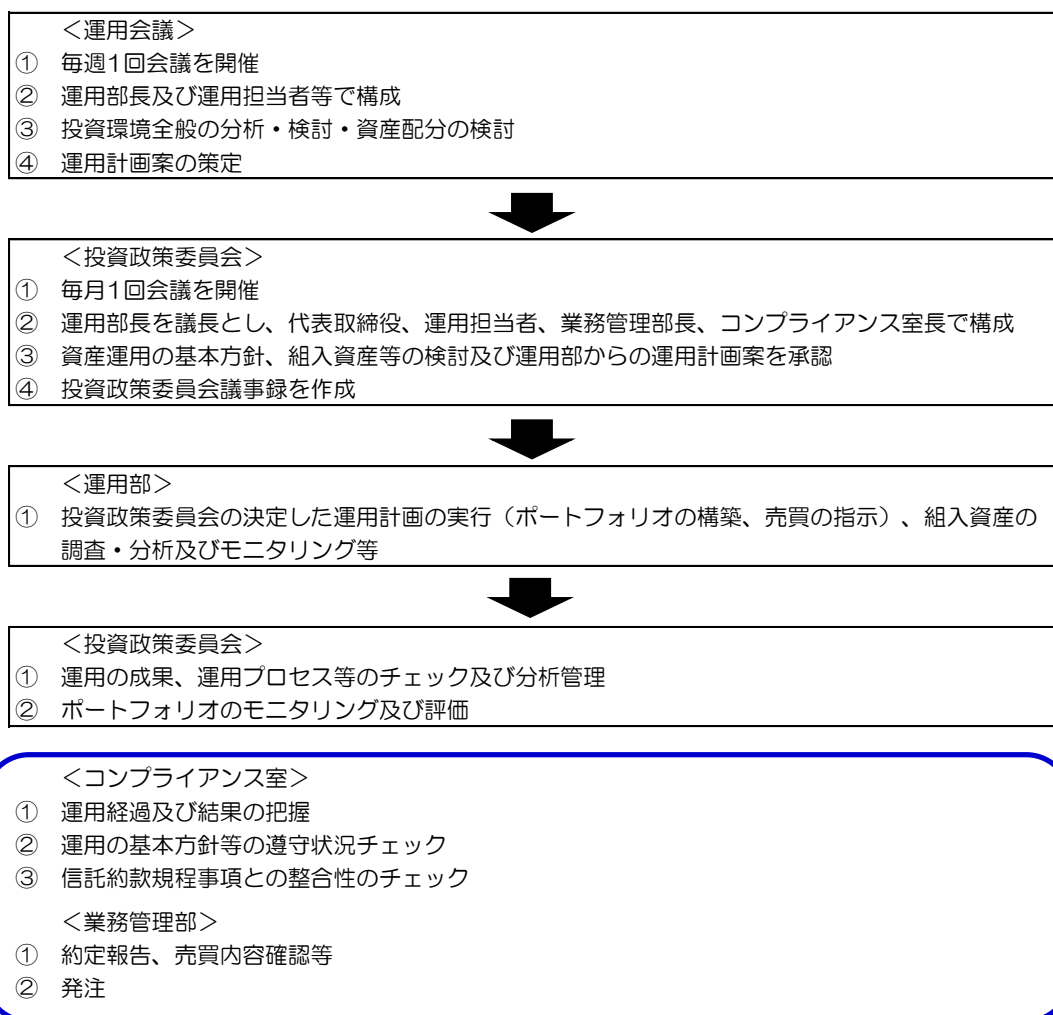 ＜運用会議＞
① 毎週1回会議を開催
② 運用部長及び運用担当者等で構成
③ 投資環境全般の分析・検討・資産配分の検討
④ 運用計画案の策定
＜投資政策委員会＞
① 毎月1回会議を開催
② 運用部長を議長とし、代表取締役、運用担当者、業務管理部長、コンプライアンス室長で構成
③ 資産運用の基本方針、組入資産等の検討及び運用部からの運用計画案を承認
④ 投資政策委員会議事録を作成
＜運用部＞
① 投資政策委員会の決定した運用計画の実行（ポートフォリオの構築、売買の指示）、組入資産の
調査・分析及びモニタリング等
＜投資政策委員会＞
① 運用の成果、運用プロセス等のチェック及び分析管理
② ポートフォリオのモニタリング及び評価
＜コンプライアンス室＞
① 運用経過及び結果の把握
② 運用の基本方針等の遵守状況チェック
③ 信託約款規程事項との整合性のチェック
＜業務管理部＞
① 約定報告、売買内容確認等
② 発注